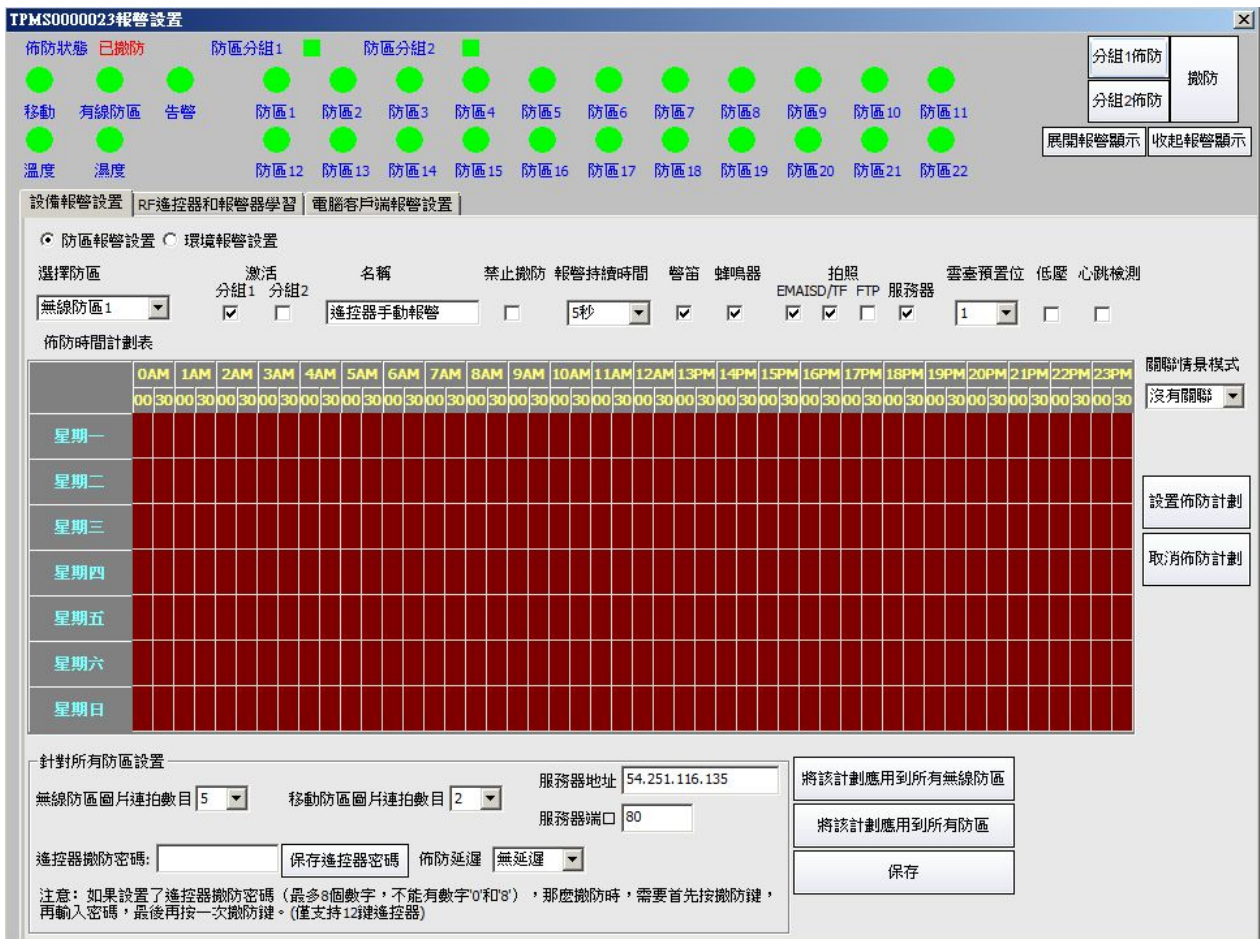 TPMS0000023報警設置
佈防狀態 已撤防 防區分組1 防區分組2
分組1佈防
撤防
分組2佈防
移動 有線防區 告警 防區1 防區2 防區3 防區4 防區5 防區6 防區7 防區8 防區9 防區10 防區11
展開報警顯示 收起報警顯示
溫度 濕度 防區12 防區13 防區14 防區15 防區16 防區17 防區18 防區19 防區20 防區21 防區22
設備報警設置 RF遙控器和報警器學習 電腦客戶端報警設置
防區報警設置 環境報警設置
選擇防區 激活 名稱 禁止撤防 報警持續時間 警笛 蜂鳴器 拍照 雲臺預置位 低壓 心跳檢測
分組1 分組2 EMAISD/TF FTP 服務器
無線防區1 遙控器手動報警 5秒 1
佈防時間計劃表
關聯情景模式
沒有關聯
0AM 1AM 2AM 3AM 4AM 5AM 6AM 7AM 8AM 9AM 10AM 11AM 12AM 13PM 14PM 15PM 16PM 17PM 18PM 19PM 20PM 21PM 22PM 23PM
00 30 00 30 00 30 00 30 00 30 00 30 00 30 00 30 00 30 00 30 00 30 00 30 00 30 00 30 00 30 00 30 00 30 00 30 00 30 00 30 00 30 00 30 00 30 00 30
星期一
星期二
星期三
星期四
星期五
星期六
星期日
設置佈防計劃
取消佈防計劃
針對所有防區設置
無線防區圖片連拍數目 5 移動防區圖片連拍數目 2
服務器地址 54.251.116.135
服務器端口 80
遙控器撤防密碼: 保存遙控器密碼 佈防延遲 無延遲
注意：如果設置了遙控器撤防密碼（最多8個數字，不能有數字'0'和'8'），那麼撤防時，需要首先按撤防鍵，
再輸入密碼，最後再按一次撤防鍵。(僅支持12鍵遙控器)
將該計劃應用到所有無線防區
將該計劃應用到所有防區
保存